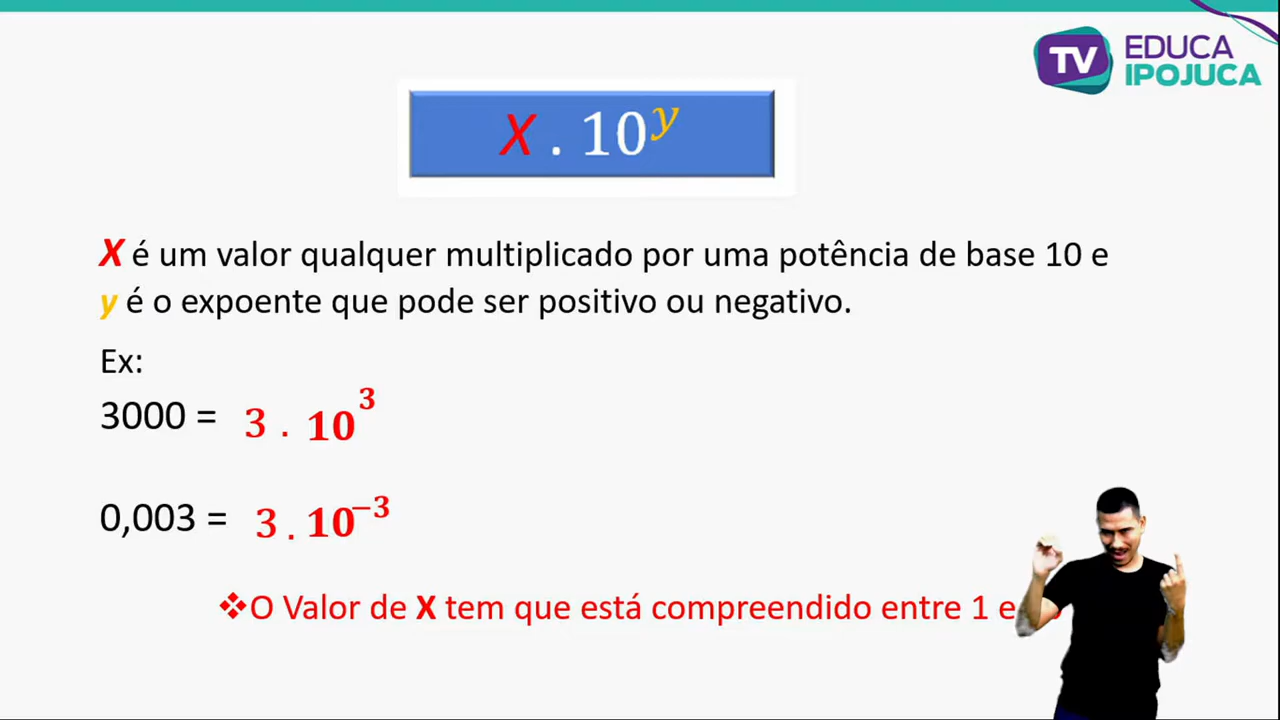 TV EDUCA
IPOJUCA
X . 10^y
X é um valor qualquer multiplicado por uma potência de base 10 e
y é o expoente que pode ser positivo ou negativo.
Ex:
3000 = 3 . 10^3
0,003 = 3 . 10^−3
❖O Valor de X tem que está compreendido entre 1 e